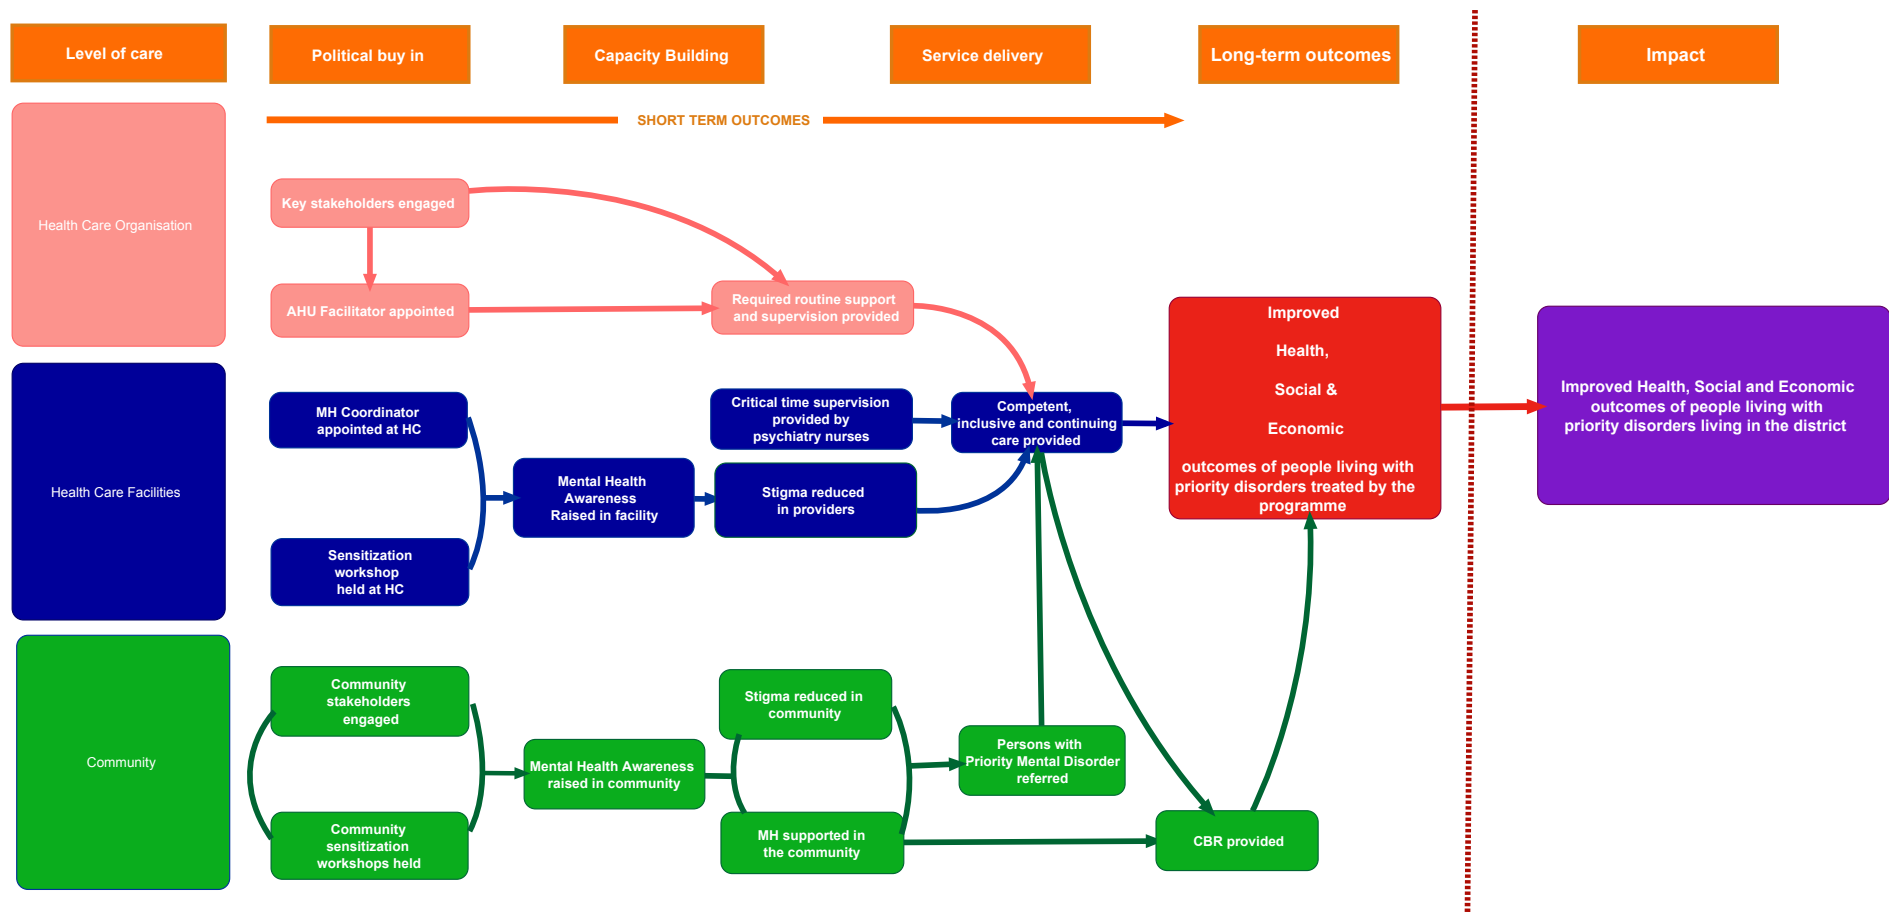 Level of care
Political buy in
Capacity Building
Service delivery
Long-term outcomes
Impact
SHORT TERM OUTCOMES
Health Care Organisation
Key stakeholders engaged
AHU Facilitator appointed
Required routine support
and supervision provided
Health Care Facilities
MH Coordinator
appointed at HC
Sensitization
workshop
held at HC
Mental Health
Awareness
Raised in facility
Critical time supervision
provided by
psychiatry nurses
Stigma reduced
in providers
Competent,
inclusive and continuing
care provided
Improved
Health,
Social &
Economic
outcomes of people living with
priority disorders treated by the
programme
Improved Health, Social and Economic
outcomes of people living with
priority disorders living in the district
Community
Community
stakeholders
engaged
Community
sensitization
workshops held
Mental Health Awareness
raised in community
Stigma reduced in
community
MH supported in
the community
Persons with
Priority Mental Disorder
referred
CBR provided